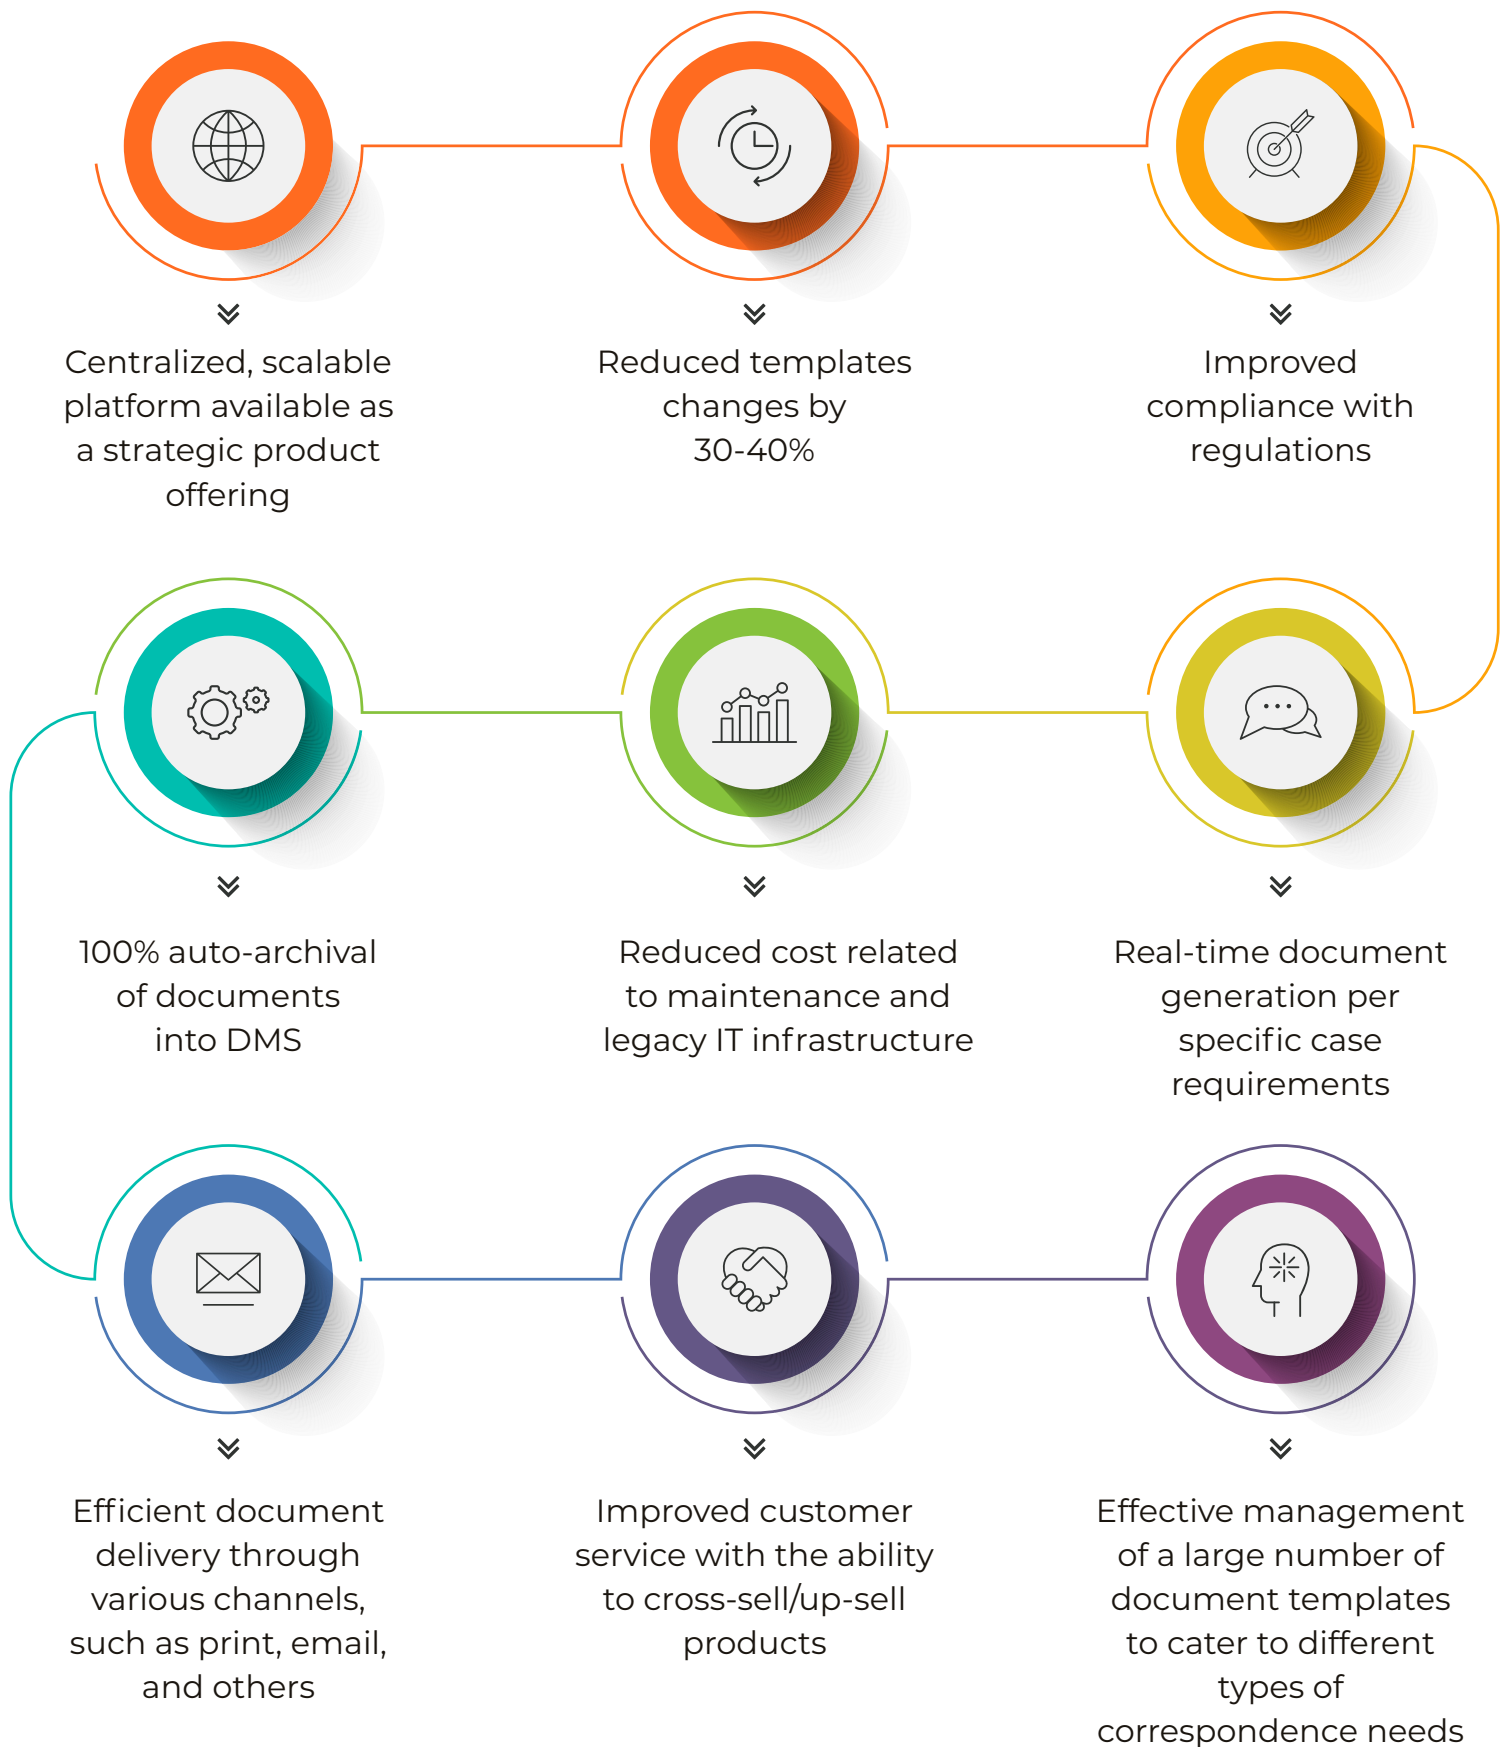 Centralized, scalable
platform available as
a strategic product
offering
Reduced templates
changes by
30-40%
Improved
compliance with
regulations
100% auto-archival
of documents
into DMS
Reduced cost related
to maintenance and
legacy IT infrastructure
Real-time document
generation per
specific case
requirements
Efficient document
delivery through
various channels,
such as print, email,
and others
Improved customer
service with the ability
to cross-sell/up-sell
products
Effective management
of a large number of
document templates
to cater to different
types of
correspondence needs